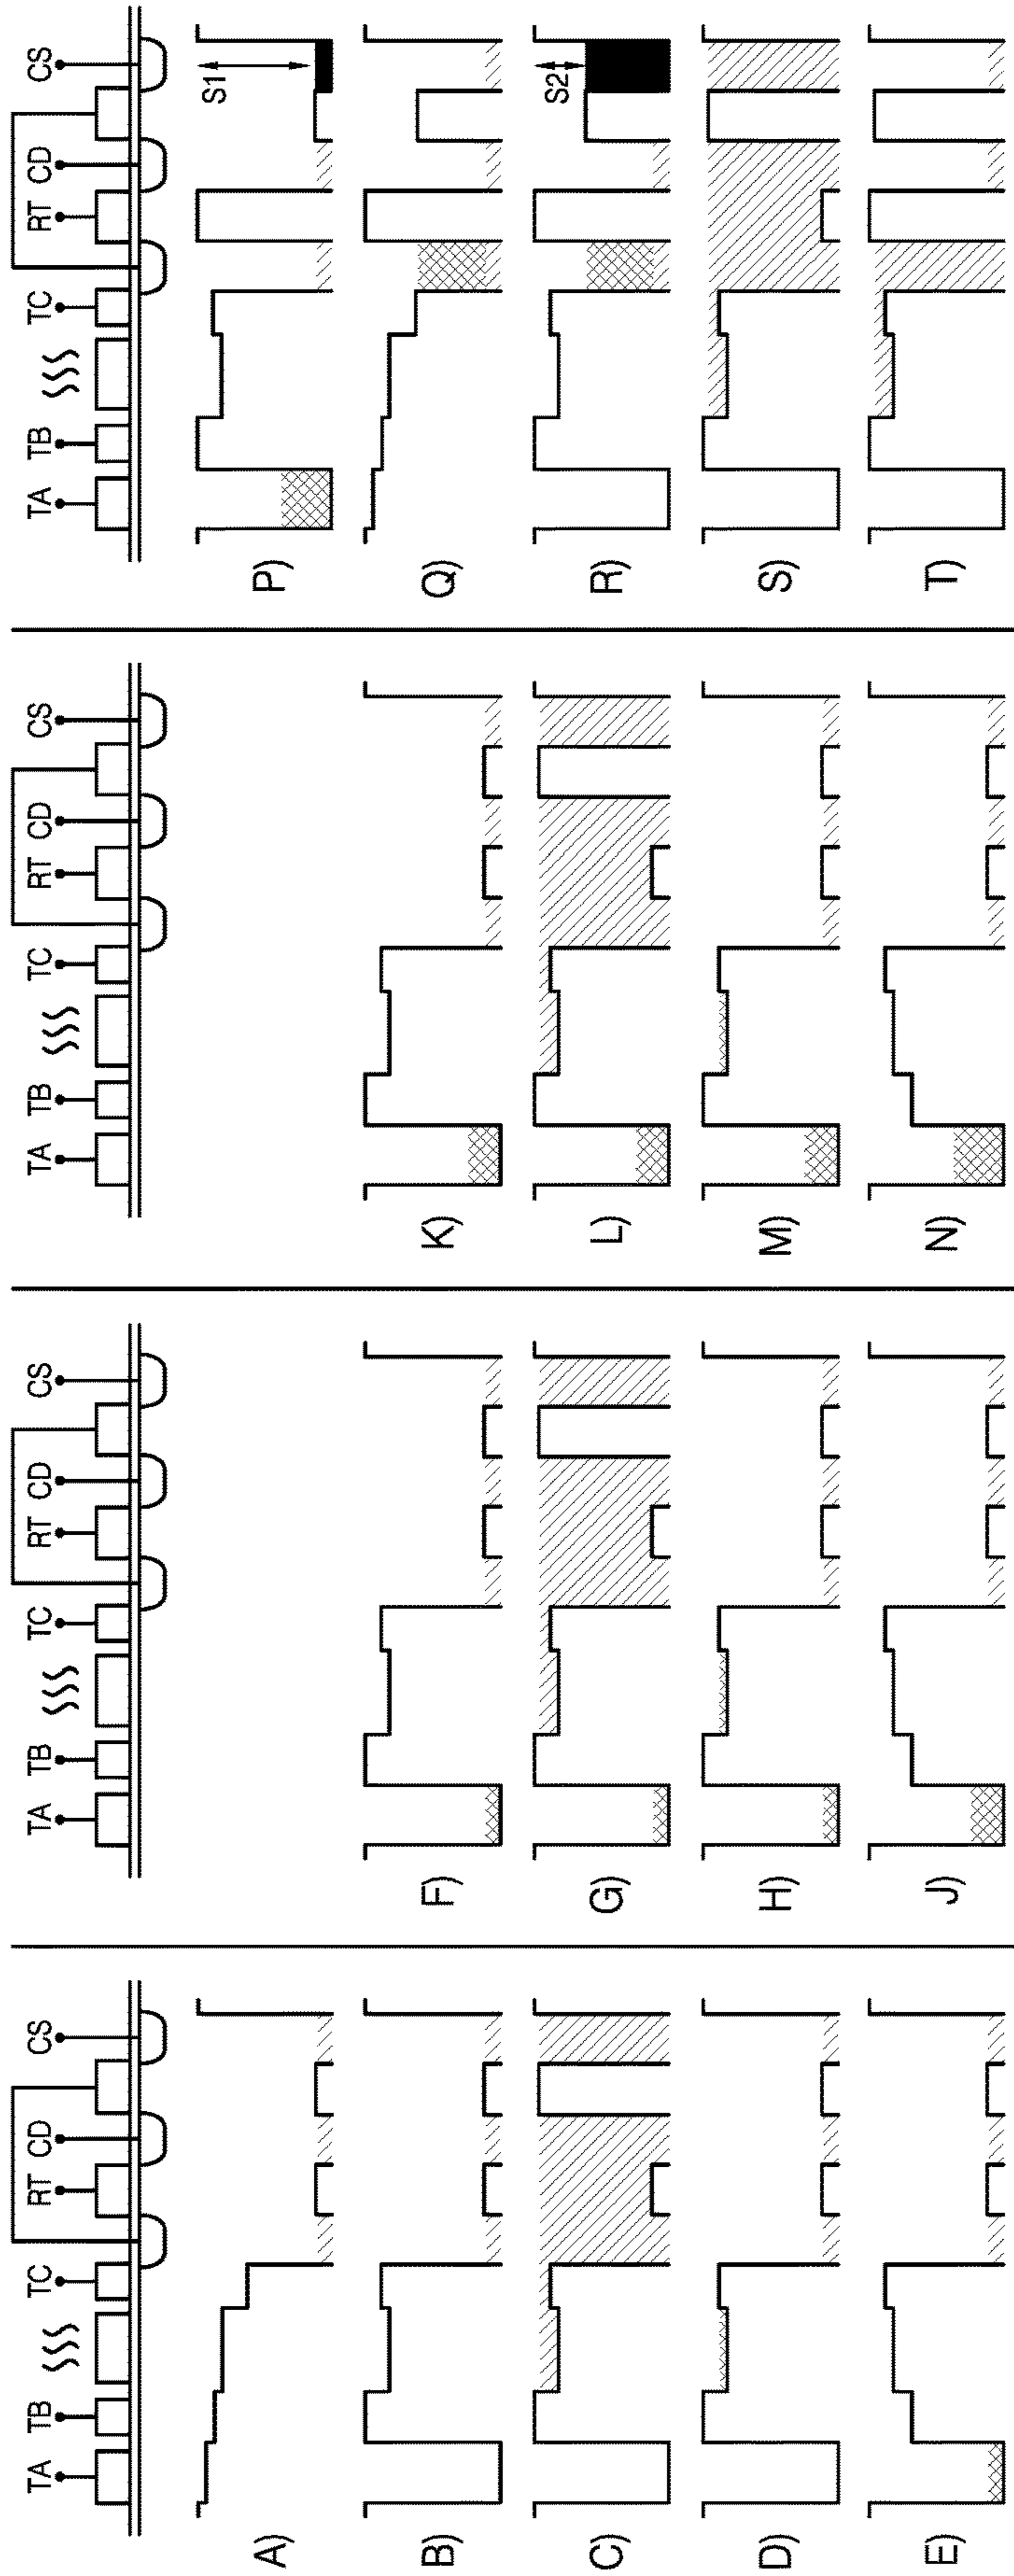 TA TB TC RT CD CS
A)
B)
C)
D)
E)
TA TB TC RT CD CS
F)
G)
H)
J)
TA TB TC RT CD CS
K)
L)
M)
N)
TA TB TC RT CD CS
P) S1
Q)
R) S2
S)
T)